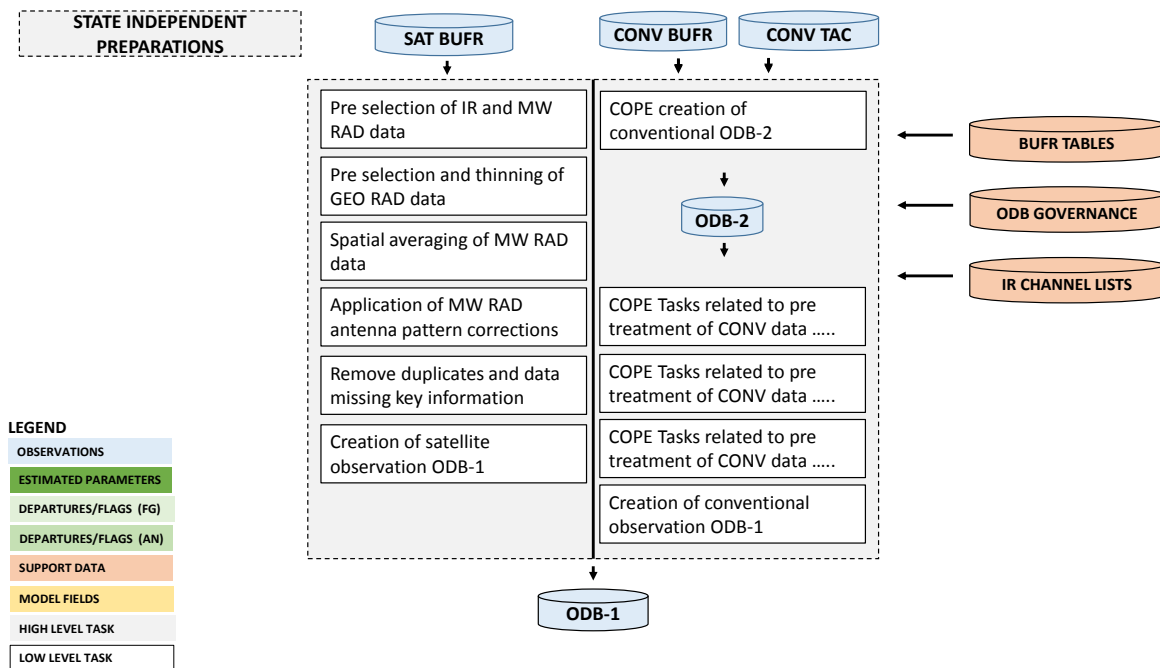 STATE INDEPENDENT
PREPARATIONS
SAT BUFR
CONV BUFR
CONV TAC
Pre selection of IR and MW
RAD data
Pre selection and thinning of
GEO RAD data
Spatial averaging of MW RAD
data
Application of MW RAD
antenna pattern corrections
Remove duplicates and data
missing key information
Creation of satellite
observation ODB-1
COPE creation of
conventional ODB-2
ODB-2
COPE Tasks related to pre
treatment of CONV data …..
COPE Tasks related to pre
treatment of CONV data …..
COPE Tasks related to pre
treatment of CONV data …..
Creation of conventional
observation ODB-1
BUFR TABLES
ODB GOVERNANCE
IR CHANNEL LISTS
ODB-1
LEGEND
OBSERVATIONS
ESTIMATED PARAMETERS
DEPARTURES/FLAGS (FG)
DEPARTURES/FLAGS (AN)
SUPPORT DATA
MODEL FIELDS
HIGH LEVEL TASK
LOW LEVEL TASK